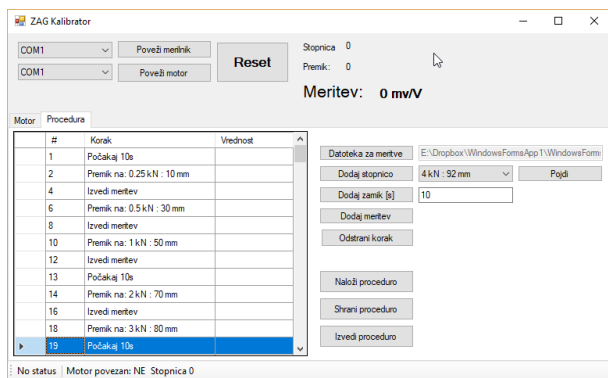 ZAG Kalibrator
COM1 Poveži merilnik Reset Stopnica 0
COM1 Poveži motor Premik: 0
Meritev: 0 mv/V
Motor Procedura
# Korak Vrednost
1 Počakaj 10s
2 Premik na: 0.25 kN : 10 mm
4 Izvedi meritev
6 Premik na: 0.5 kN : 30 mm
8 Izvedi meritev
10 Premik na: 1 kN : 50 mm
12 Izvedi meritev
13 Počakaj 10s
14 Premik na: 2 kN : 70 mm
16 Izvedi meritev
18 Premik na: 3 kN : 80 mm
19 Počakaj 10s
Datoteka za meritve E:\Dropbox\WindowsFormsApp1\WindowsForm
Dodaj stopnico 4 kN : 92 mm Pojdi
Dodaj zamik [s] 10
Dodaj meritev
Odstrani korak
Naloži proceduro
Shrani proceduro
Izvedi proceduro
No status Motor povezan: NE Stopnica 0